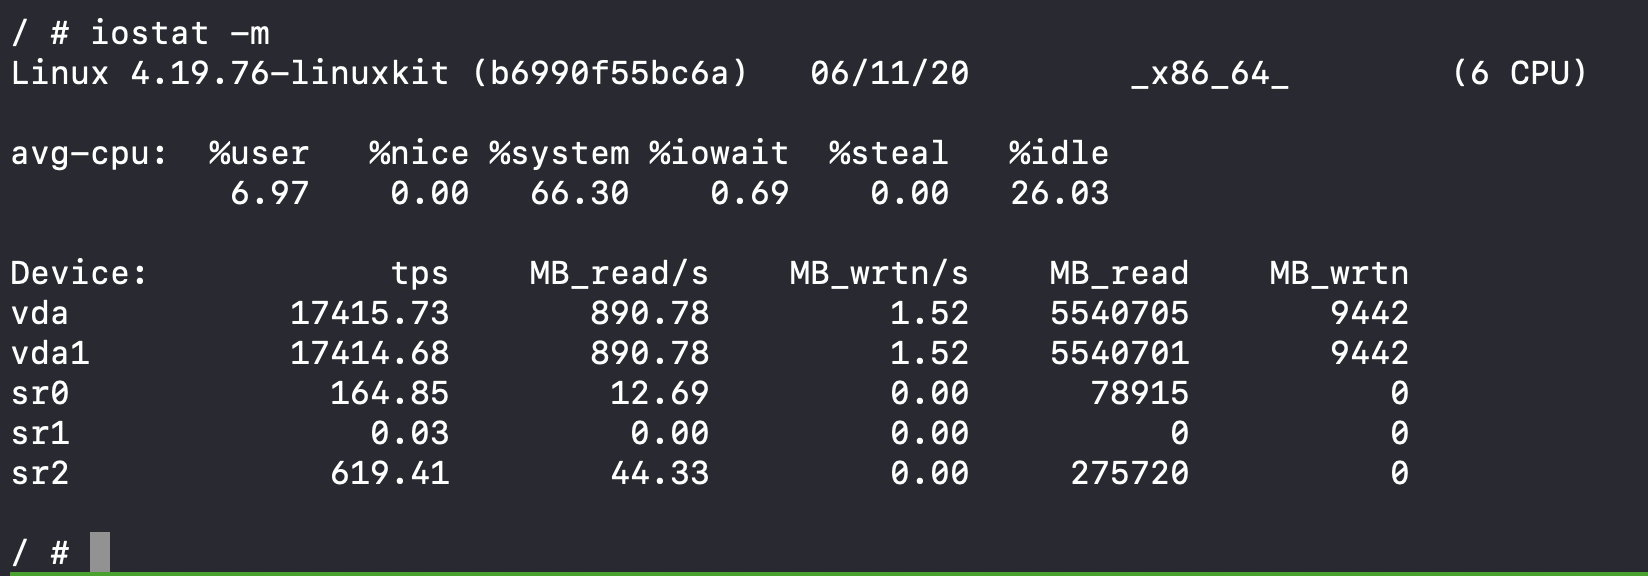 / # iostat -m
Linux 4.19.76-linuxkit (b6990f55bc6a)   06/11/20        _x86_64_        (6 CPU)
avg-cpu:  %user   %nice %system %iowait  %steal   %idle
           6.97    0.00   66.30    0.69    0.00   26.03
Device:            tps    MB_read/s    MB_wrtn/s    MB_read    MB_wrtn
vda           17415.73       890.78         1.52    5540705       9442
vda1          17414.68       890.78         1.52    5540701       9442
sr0             164.85        12.69         0.00      78915          0
sr1               0.03         0.00         0.00          0          0
sr2             619.41        44.33         0.00     275720          0
/ #